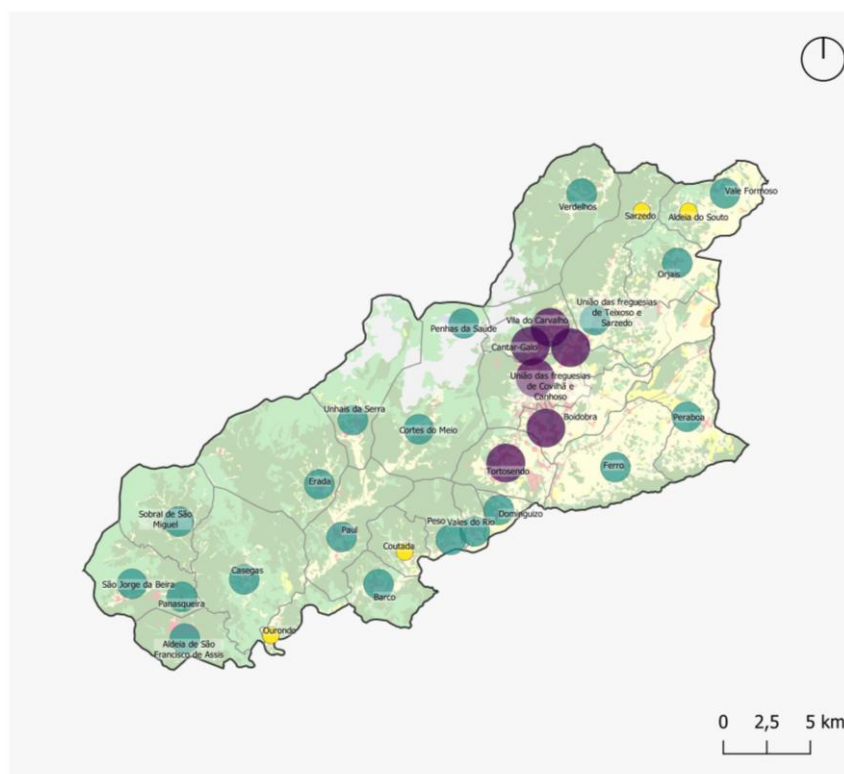 Vale Formoso
Verdelhos
Sarzedo
Aldeia do Souto
Orjais
União das freguesias
de Teixoso e
Sarzedo
Vila do Carvalho
Penhas da Saúde
Cantar-Galo
União das freguesias
de Covilhã e
Canhoso
Unhais da Serra
Cortes do Meio
Boidobra
Peraboa
Tortosendo
Ferro
Erada
Sobral de São
Miguel
Dominguizo
Peso
Vales do Rio
Paul
Coutada
Casegas
São Jorge da Beira
Panasqueira
Barco
Ourondo
Aldeia de São
Francisco de Assis
0 2,5 5 km